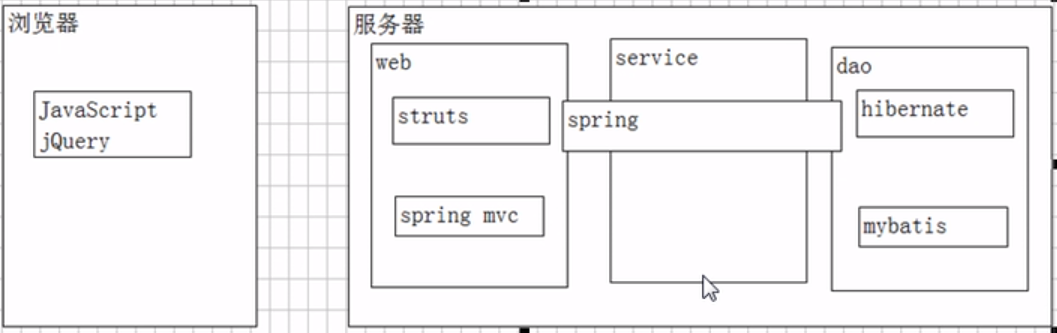 浏览器
JavaScript
jQuery
服务器
web
struts
spring mvc
service
spring
dao
hibernate
mybatis